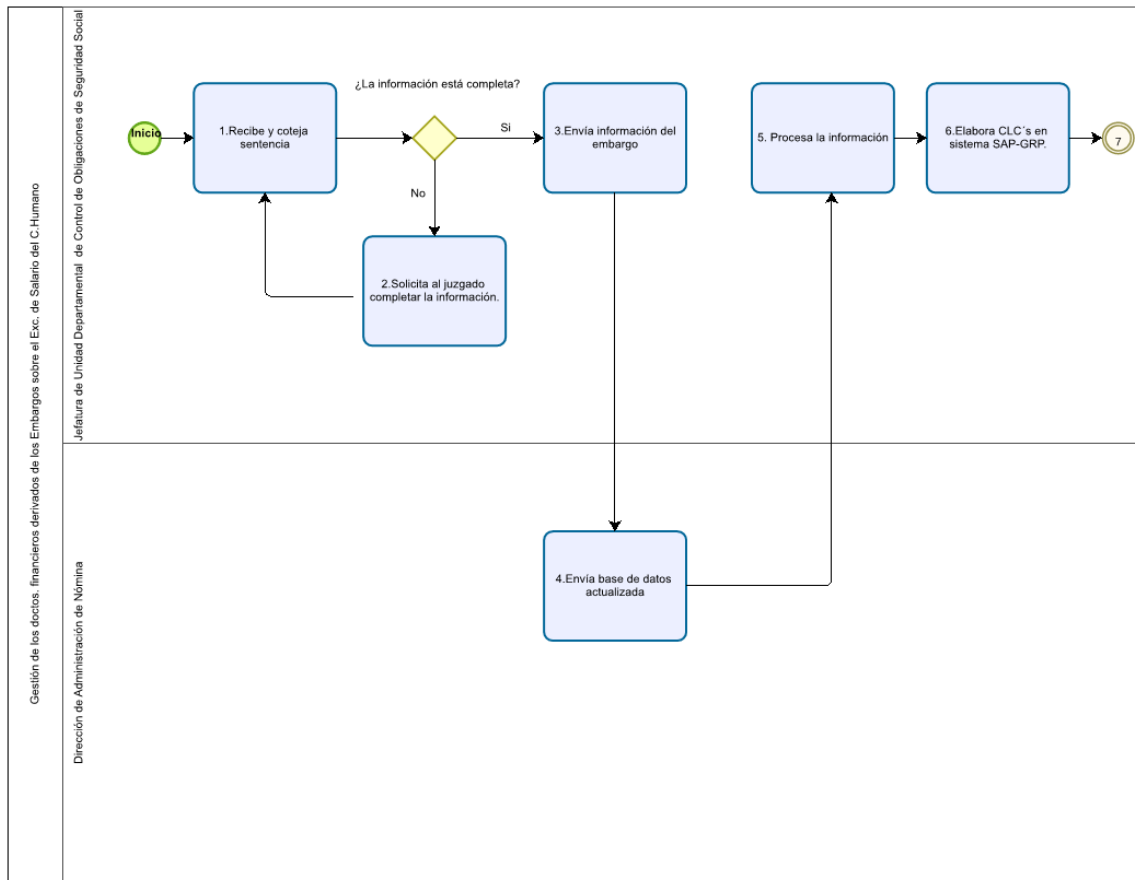 Gestión de los doctos. financieros derivados de los Embargos sobre el Exc. de Salario del C.Humano
Jefatura de Unidad Departamental de Control de Obligaciones de Seguridad Social
Inicio
1.Recibe y coteja
sentencia
¿La información está completa?
Si
No
2.Solicita al juzgado
completar la información.
3.Envía información del
embargo
5. Procesa la información
6.Elabora CLC´s en
sistema SAP-GRP.
7
Dirección de Administración de Nómina
4.Envía base de datos
actualizada